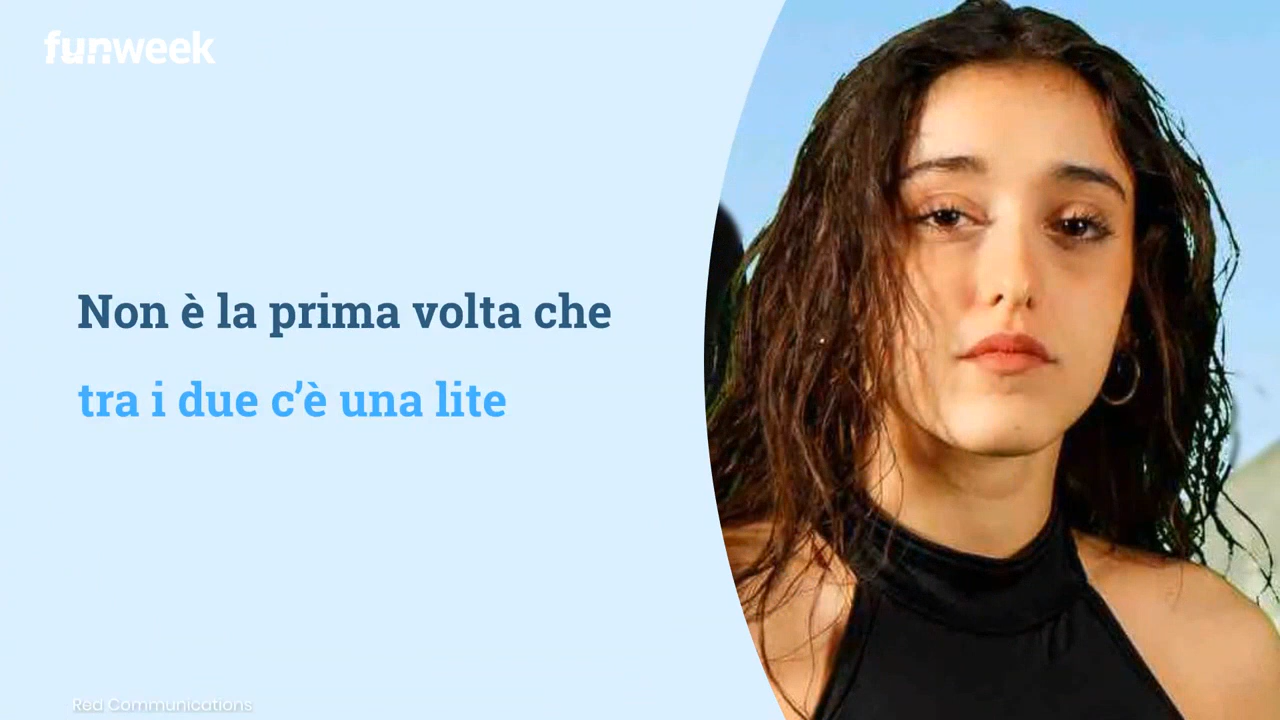 funweek
Non è la prima volta che
tra i due c’è una lite
Red Communications